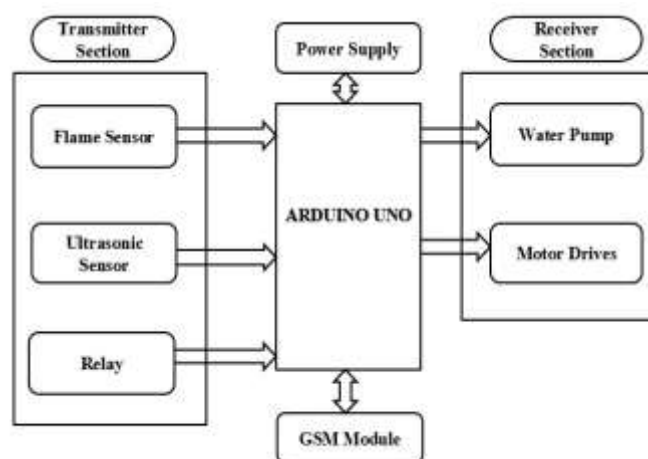 Transmitter
Section
Power Supply
Receiver
Section
Flame Sensor
Water Pump
ARDUINO UNO
Ultrasonic
Sensor
Motor Drives
Relay
GSM Module